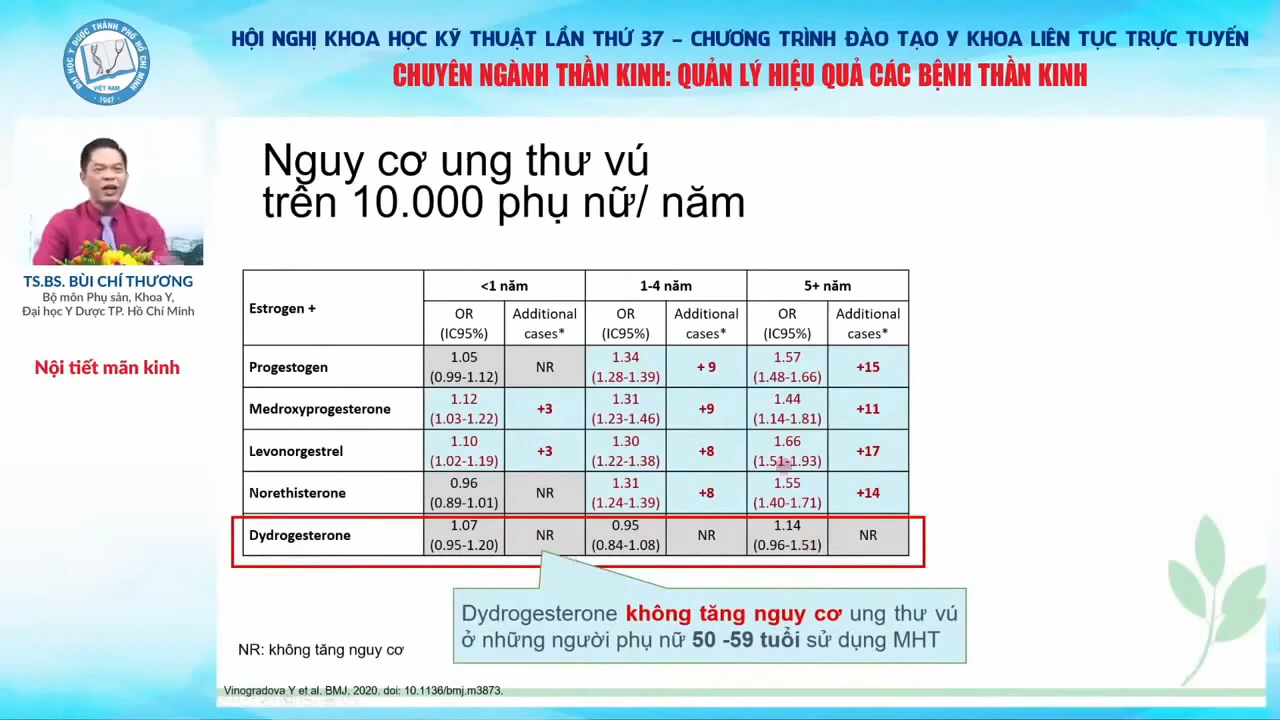 ĐẠI HỌC Y DƯỢC THÀNH PHỐ HỒ CHÍ MINH
VIỆT NAM
1947
HỘI NGHỊ KHOA HỌC KỸ THUẬT LẦN THỨ 37 – CHƯƠNG TRÌNH ĐÀO TẠO Y KHOA LIÊN TỤC TRỰC TUYẾN
CHUYÊN NGÀNH THẦN KINH: QUẢN LÝ HIỆU QUẢ CÁC BỆNH THẦN KINH
TS.BS. BÙI CHÍ THƯƠNG
Bộ môn Phụ sản, Khoa Y,
Đại học Y Dược TP. Hồ Chí Minh
Nội tiết mãn kinh
Nguy cơ ung thư vú
trên 10.000 phụ nữ/ năm
Estrogen + <1 năm 1-4 năm 5+ năm
OR (IC95%) Additional cases* OR (IC95%) Additional cases* OR (IC95%) Additional cases*
Progestogen 1.05 (0.99-1.12) NR 1.34 (1.28-1.39) + 9 1.57 (1.48-1.66) +15
Medroxyprogesterone 1.12 (1.03-1.22) +3 1.31 (1.23-1.46) +9 1.44 (1.14-1.81) +11
Levonorgestrel 1.10 (1.02-1.19) +3 1.30 (1.22-1.38) +8 1.66 (1.51-1.93) +17
Norethisterone 0.96 (0.89-1.01) NR 1.31 (1.24-1.39) +8 1.55 (1.40-1.71) +14
Dydrogesterone 1.07 (0.95-1.20) NR 0.95 (0.84-1.08) NR 1.14 (0.96-1.51) NR
Dydrogesterone không tăng nguy cơ ung thư vú
ở những người phụ nữ 50 -59 tuổi sử dụng MHT
NR: không tăng nguy cơ
Vinogradova Y et al. BMJ. 2020. doi: 10.1136/bmj.m3873.